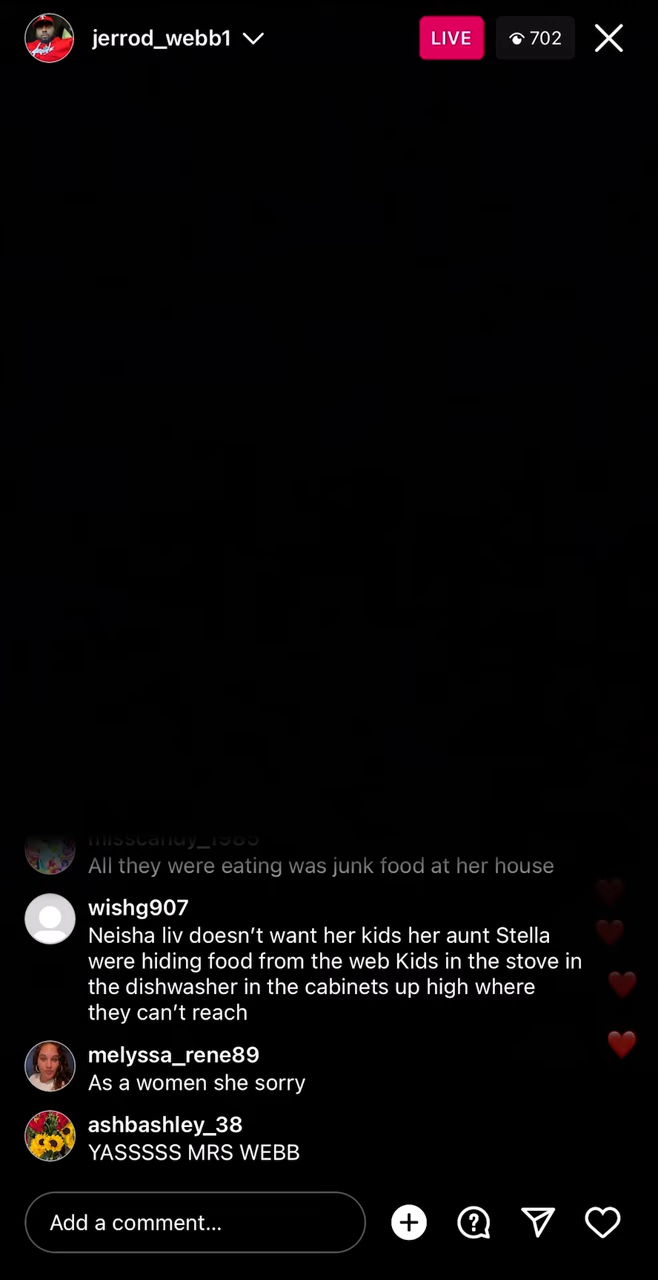 jerrod_webb1
LIVE
702
misscandy_1985
All they were eating was junk food at her house
wishg907
Neisha liv doesn’t want her kids her aunt Stella
were hiding food from the web Kids in the stove in
the dishwasher in the cabinets up high where
they can’t reach
melyssa_rene89
As a women she sorry
ashbashley_38
YASSSSS MRS WEBB
Add a comment...